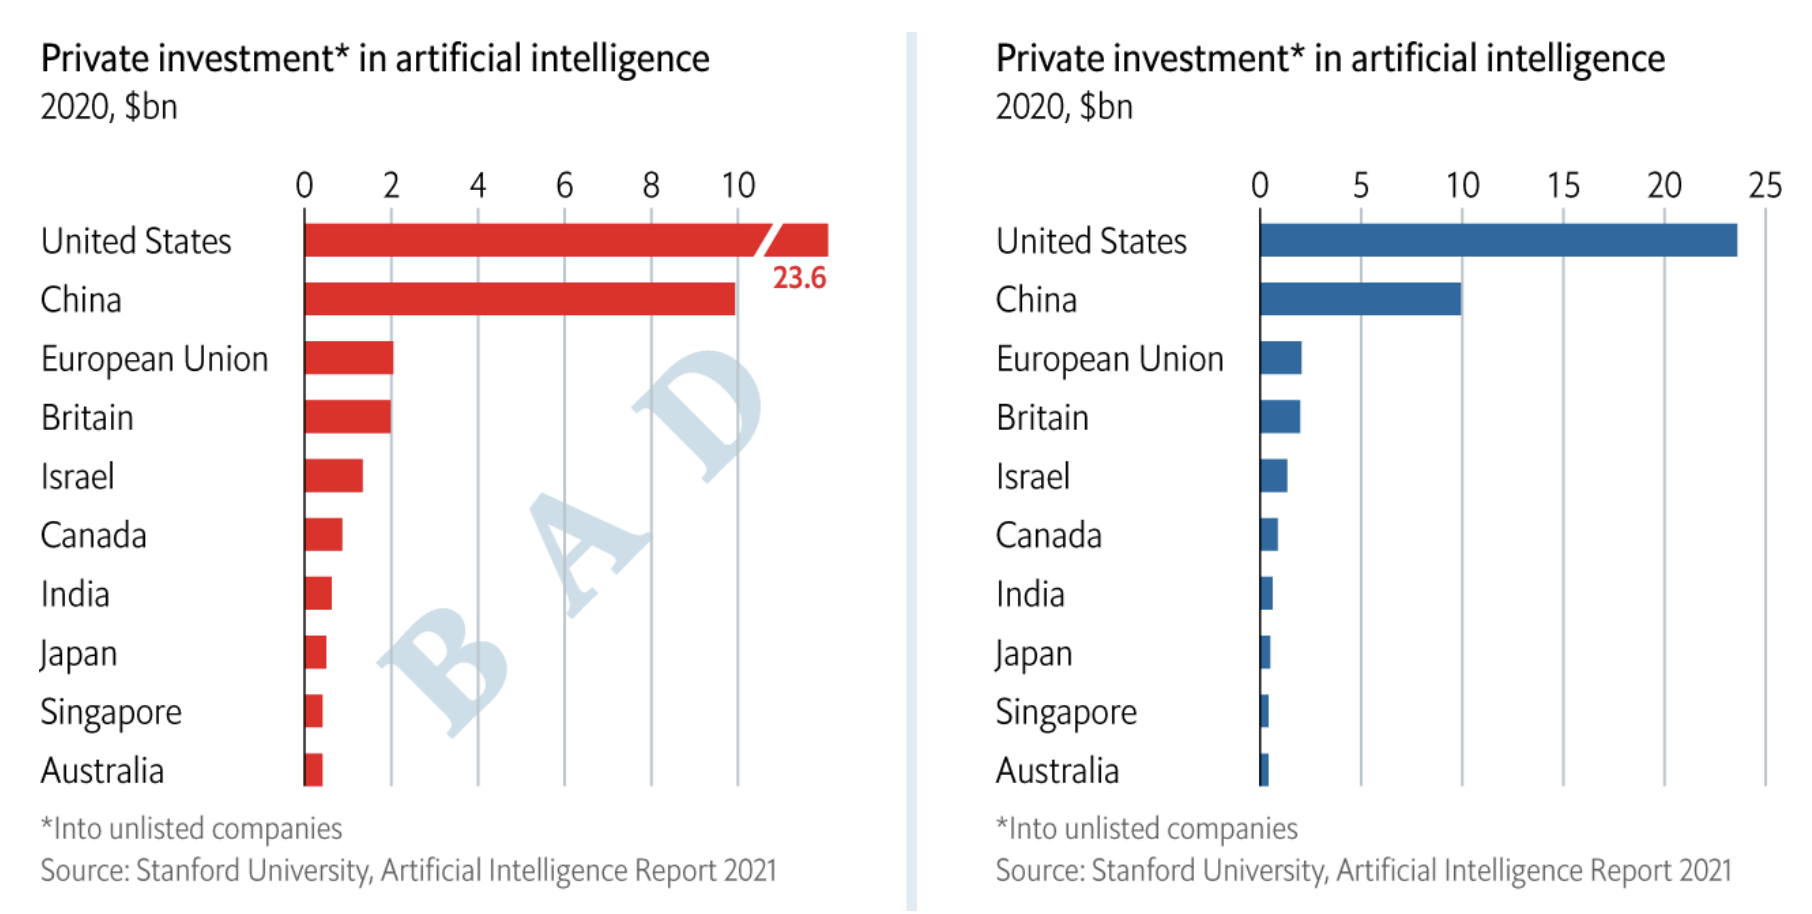 Private investment* in artificial intelligence
2020, $bn
0 2 4 6 8 10
United States
23.6
China
European Union
Britain
Israel
Canada
India
Japan
Singapore
Australia
BAD
*Into unlisted companies
Source: Stanford University, Artificial Intelligence Report 2021
Private investment* in artificial intelligence
2020, $bn
0 5 10 15 20 25
United States
China
European Union
Britain
Israel
Canada
India
Japan
Singapore
Australia
*Into unlisted companies
Source: Stanford University, Artificial Intelligence Report 2021